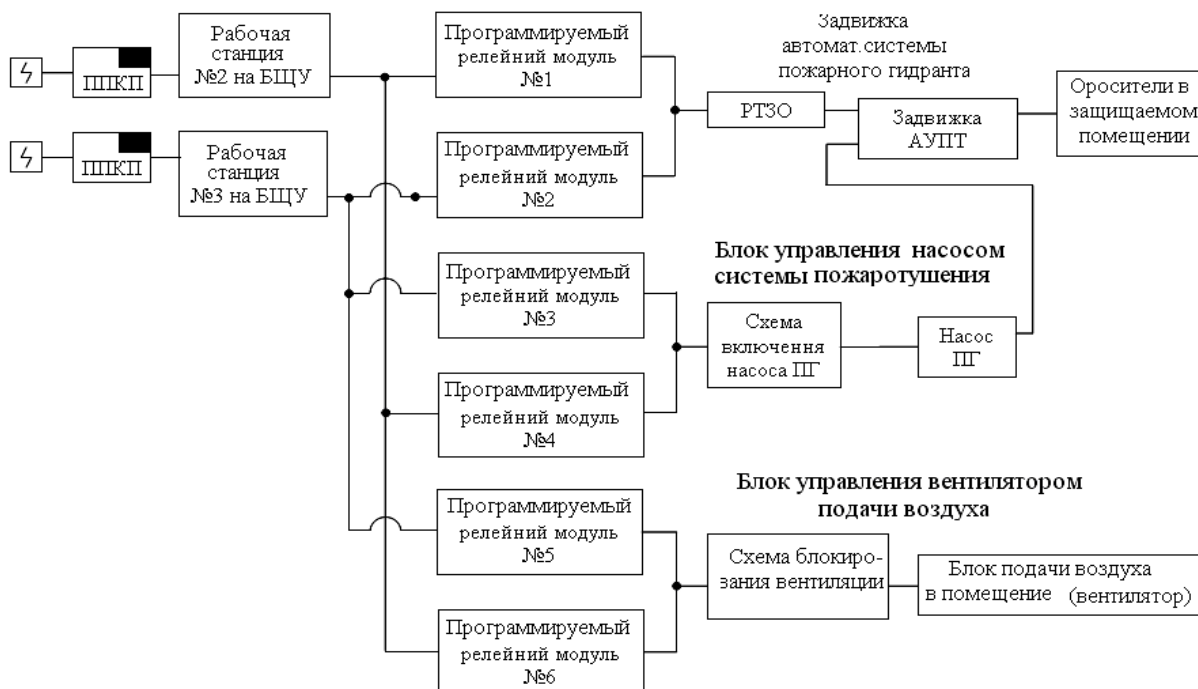 ППКП
Рабочая
станция
№2 на БЩУ
ППКП
Рабочая
станция
№3 на БЩУ
Программируемый
релейний модуль
№1
Программируемый
релейний модуль
№2
Программируемый
релейний модуль
№3
Программируемый
релейний модуль
№4
Программируемый
релейний модуль
№5
Программируемый
релейний модуль
№6
Задвижка
автомат.системы
пожарного гидранта
РТЗО
Задвижка
АУПТ
Оросители в
защищаемом
помещении
Блок управления насосом
системы пожаротушения
Схема
включення
насоса ПГ
Насос
ПГ
Блок управления вентилятором
подачи воздуха
Схема блокиро-
вания вентиляции
Блок подачи воздуха
в помещение (вентилятор)